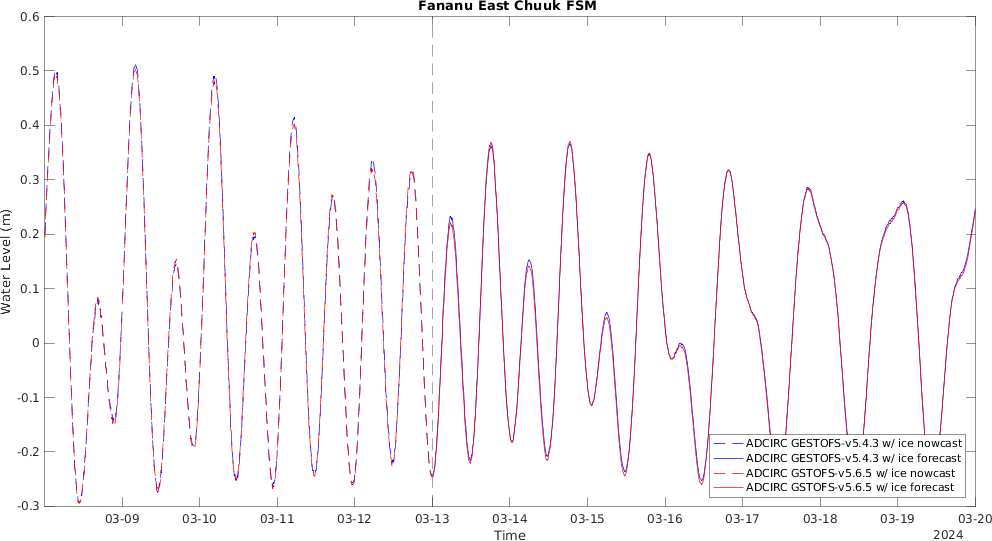 Fananu East Chuuk FSM
0.6
0.5
0.4
0.3
0.2
0.1
0
-0.1
-0.2
-0.3
Water Level (m)
ADCIRC GESTOFS-v5.4.3 w/ ice nowcast
ADCIRC GESTOFS-v5.4.3 w/ ice forecast
ADCIRC GSTOFS-v5.6.5 w/ ice nowcast
ADCIRC GSTOFS-v5.6.5 w/ ice forecast
03-09 03-10 03-11 03-12 03-13 03-14 03-15 03-16 03-17 03-18 03-19 03-20
Time
2024